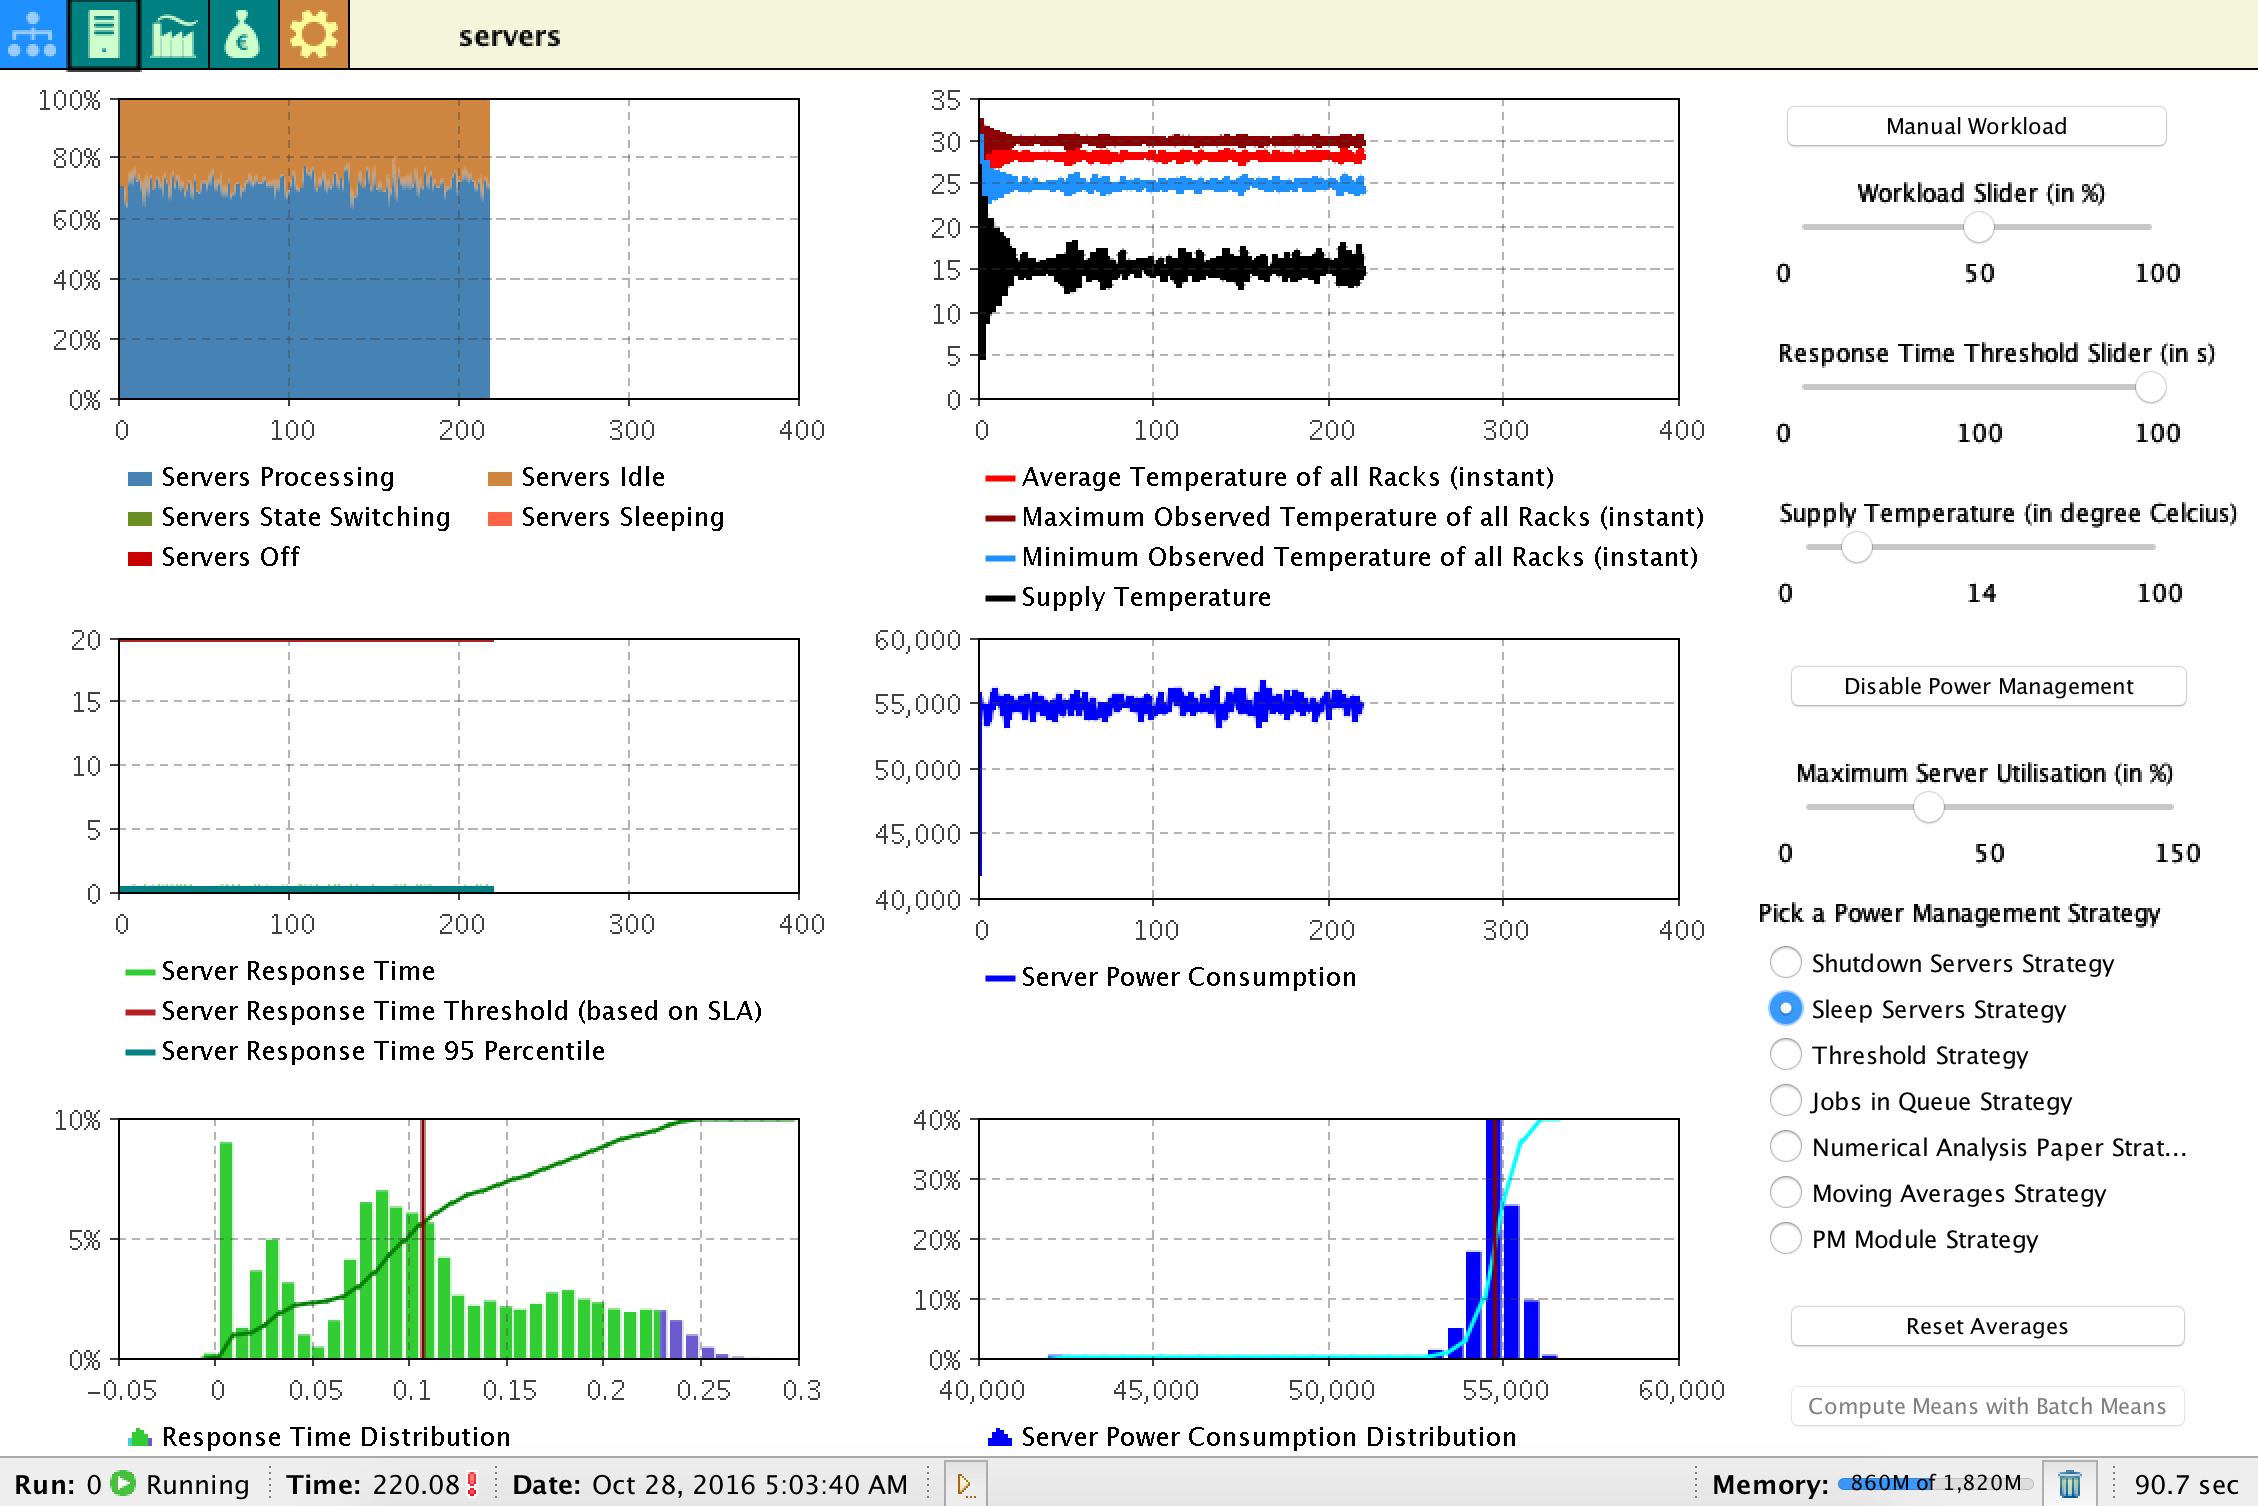 servers
100%
80%
60%
40%
20%
0%
0 100 200 300 400
Servers Processing
Servers Idle
Servers State Switching
Servers Sleeping
Servers Off
35
30
25
20
15
10
5
0
0 100 200 300 400
Average Temperature of all Racks (instant)
Maximum Observed Temperature of all Racks (instant)
Minimum Observed Temperature of all Racks (instant)
Supply Temperature
20
15
10
5
0
0 100 200 300 400
Server Response Time
Server Response Time Threshold (based on SLA)
Server Response Time 95 Percentile
60,000
55,000
50,000
45,000
40,000
0 100 200 300 400
Server Power Consumption
10%
5%
0%
-0.05 0 0.05 0.1 0.15 0.2 0.25 0.3
Response Time Distribution
40%
30%
20%
10%
0%
40,000 45,000 50,000 55,000 60,000
Server Power Consumption Distribution
Manual Workload
Workload Slider (in %)
0 50 100
Response Time Threshold Slider (in s)
0 100 100
Supply Temperature (in degree Celcius)
0 14 100
Disable Power Management
Maximum Server Utilisation (in %)
0 50 150
Pick a Power Management Strategy
Shutdown Servers Strategy
Sleep Servers Strategy
Threshold Strategy
Jobs in Queue Strategy
Numerical Analysis Paper Strat...
Moving Averages Strategy
PM Module Strategy
Reset Averages
Compute Means with Batch Means
Run: 0 Running Time: 220.08 Date: Oct 28, 2016 5:03:40 AM Memory: 860M of 1,820M 90.7 sec